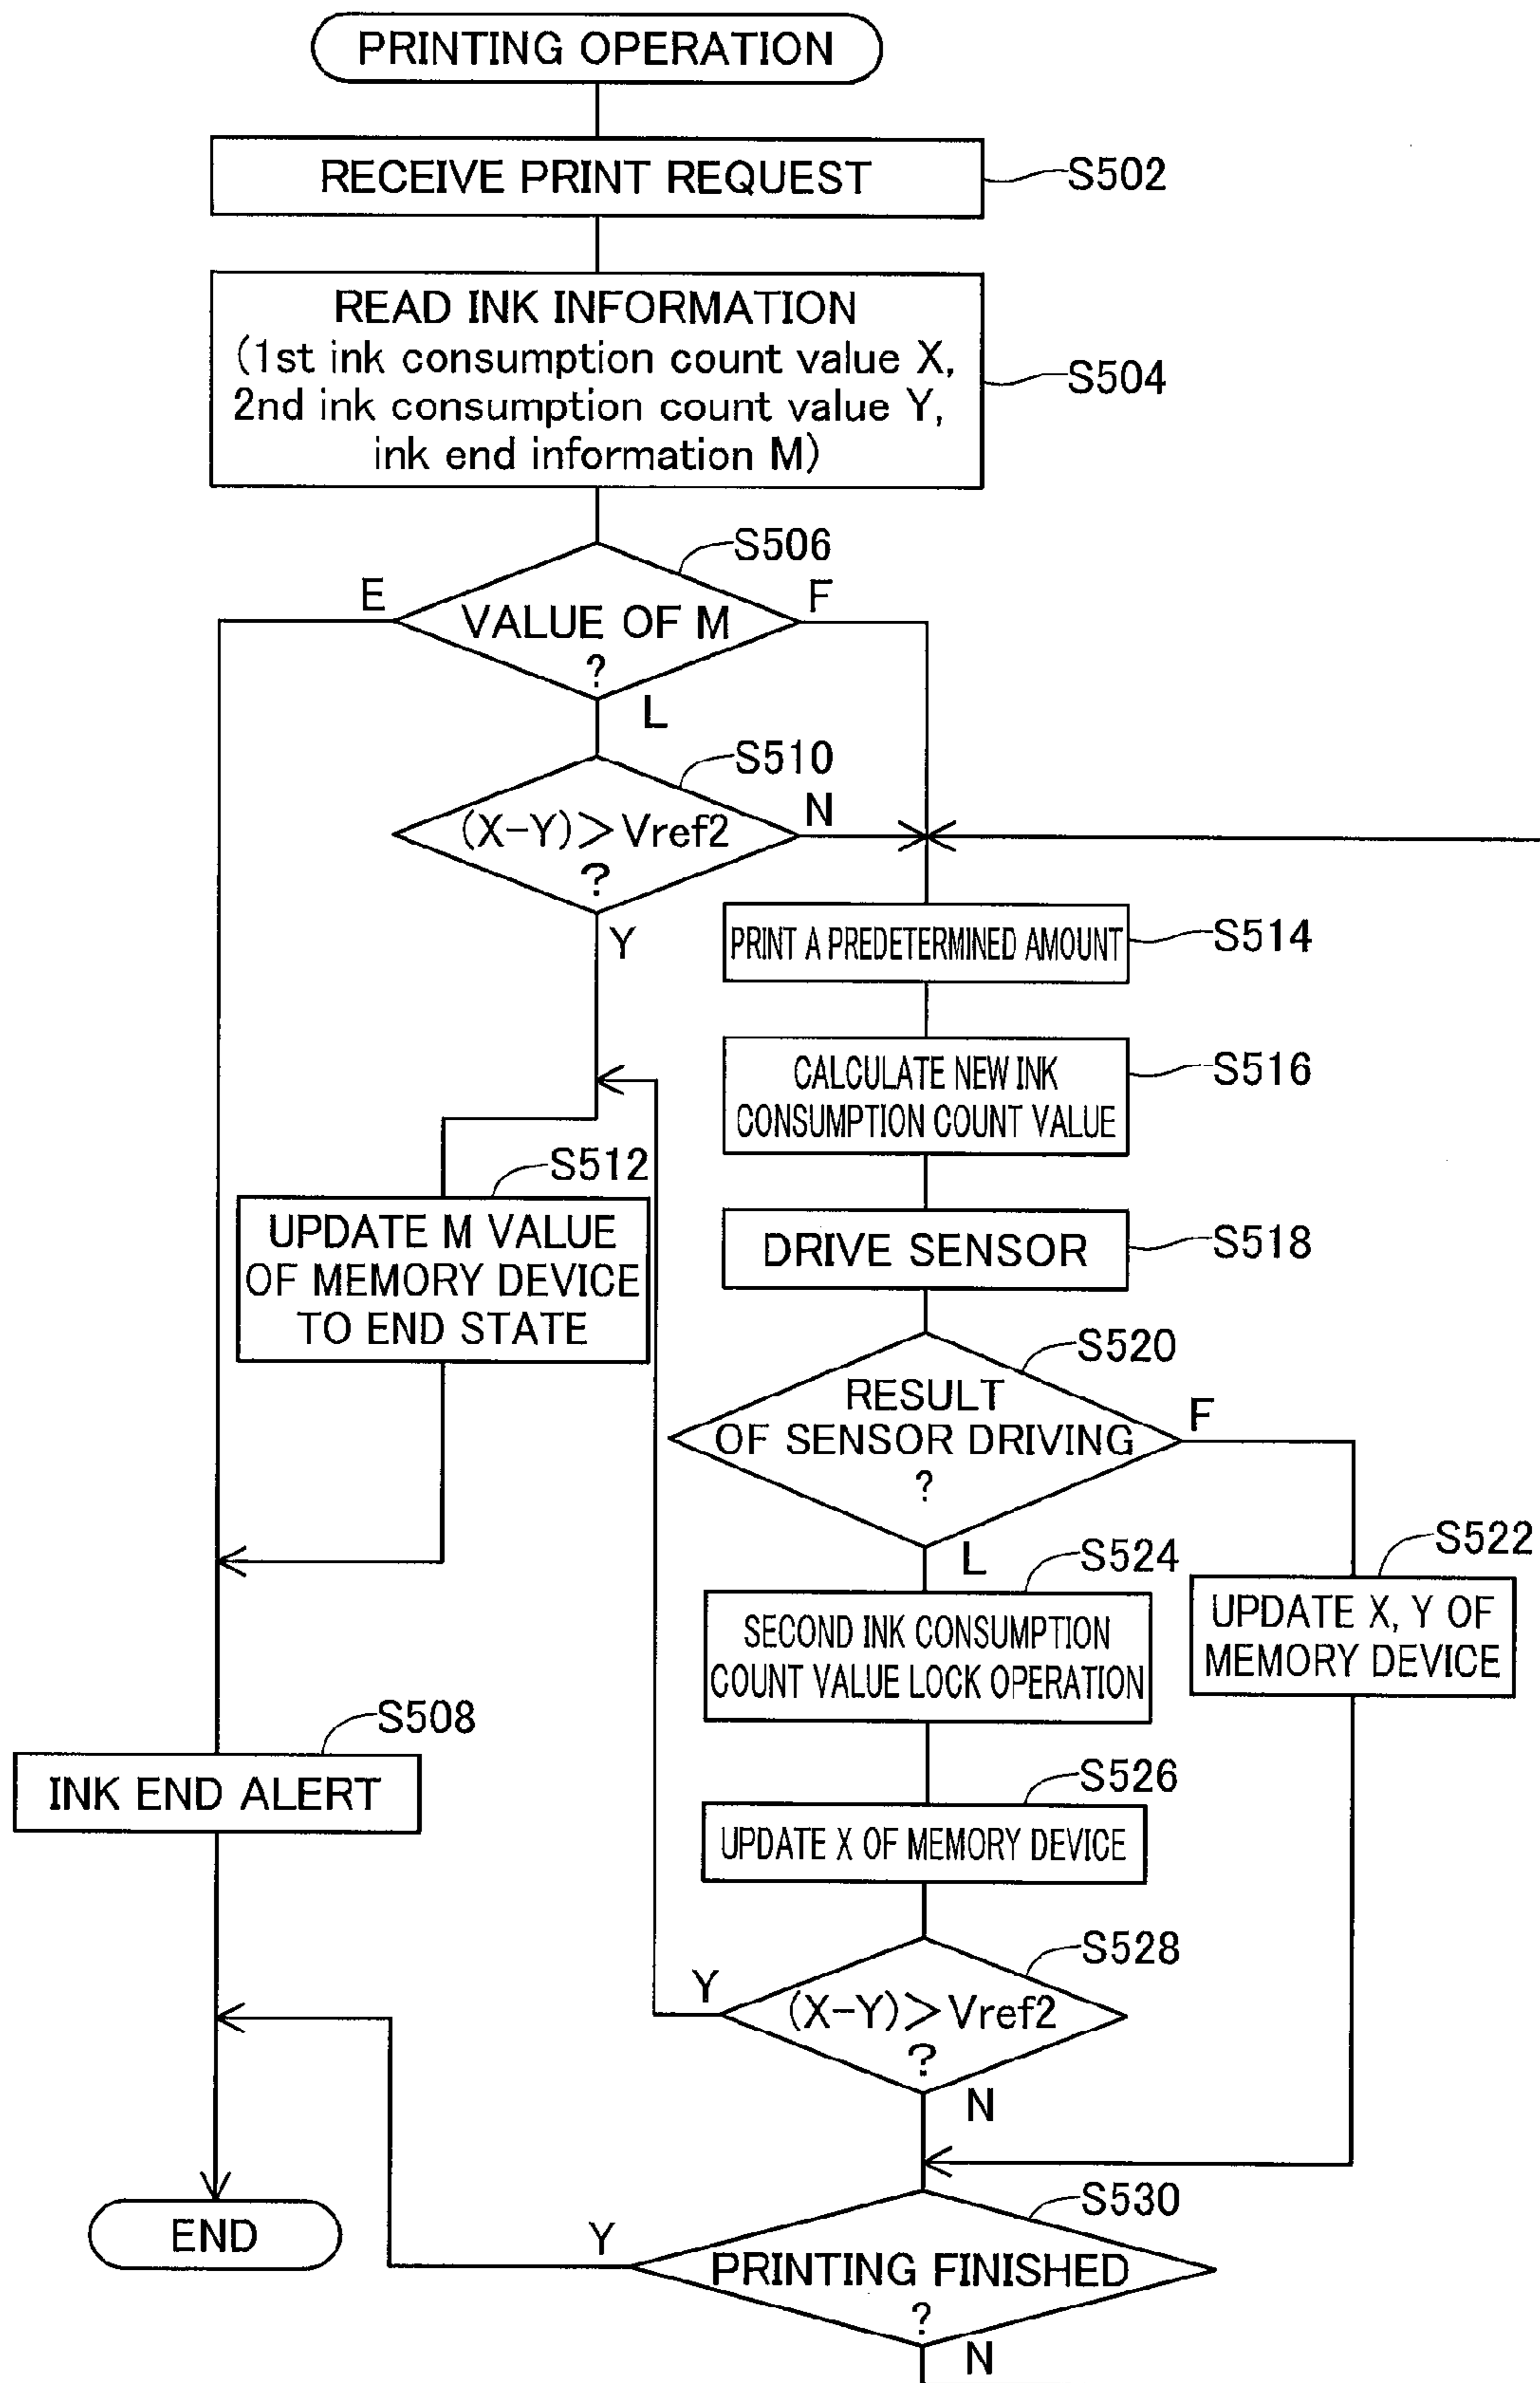 PRINTING OPERATION
RECEIVE PRINT REQUEST
S502
READ INK INFORMATION
(1st ink consumption count value X,
2nd ink consumption count value Y,
ink end information M)
S504
S506
E
F
VALUE OF M
?
L
S510
N
(X-Y)>Vref2
?
Y
PRINT A PREDETERMINED AMOUNT
S514
CALCULATE NEW INK
CONSUMPTION COUNT VALUE
S516
S512
UPDATE M VALUE
OF MEMORY DEVICE
TO END STATE
DRIVE SENSOR
S518
S520
RESULT
OF SENSOR DRIVING
?
F
L
S524
S522
SECOND INK CONSUMPTION
COUNT VALUE LOCK OPERATION
UPDATE X, Y OF
MEMORY DEVICE
S508
INK END ALERT
S526
UPDATE X OF MEMORY DEVICE
S528
Y
(X-Y)>Vref2
?
N
S530
END
Y
PRINTING FINISHED
?
N